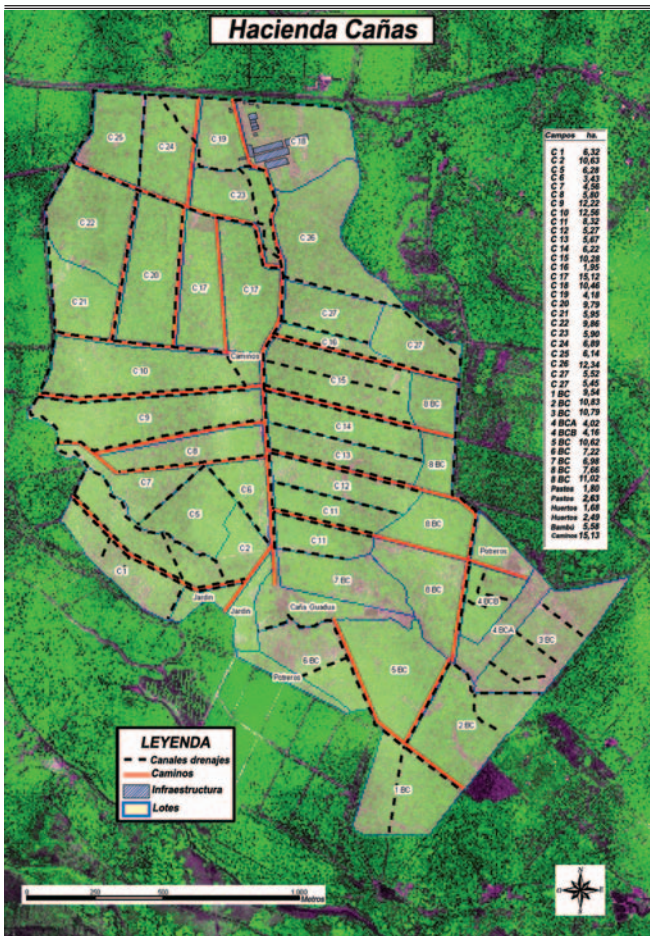 Hacienda Cañas
Campos ha.
C 1 6,32
C 2 10,63
C 5 6,28
C 6 3,43
C 7 4,56
C 8 5,80
C 9 12,22
C 10 12,56
C 11 8,32
C 12 5,27
C 13 5,67
C 14 6,22
C 15 10,28
C 16 1,95
C 17 15,12
C 18 10,46
C 19 4,18
C 20 9,79
C 21 5,95
C 22 9,86
C 23 5,90
C 24 6,89
C 25 6,14
C 26 12,34
C 27 5,52
C 27 5,45
1 BC 9,54
2 BC 10,83
3 BC 10,79
4 BCA 4,02
4 BCB 4,16
5 BC 10,62
6 BC 7,22
7 BC 6,98
8 BC 7,66
8 BC 11,02
Pastos 1,80
Pastos 2,63
Huertos 1,68
Huertos 2,49
Bambú 5,58
Caminos 15,13
C 25
C 24
C 19
C 18
C 23
C 22
C 26
C 20
C 17
C 17
C 21
C 27
C 27
C 16
Caminos
C 10
C 15
8 BC
C 9
C 14
C 8
C 13
8 BC
C 7
C 6
C 12
C 5
C 11
8 BC
C 2
C 11
Potreros
C 1
7 BC
8 BC
Jardin
Jardin
Caña Guadua
4 BCB
4 BCA
3 BC
6 BC
5 BC
Potreros
2 BC
1 BC
LEYENDA
Canales drenajes
Caminos
Infraestructura
Lotes
0 250 500 1.000
Metros
N
O E
S